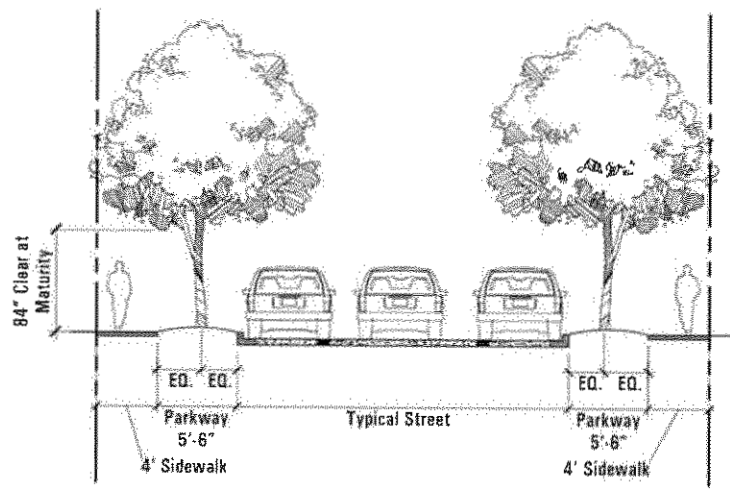 84" Clear at
Maturity
EQ. EQ.
EQ. EQ.
Parkway
5'-6"
Typical Street
Parkway
5'-6"
4' Sidewalk
4' Sidewalk